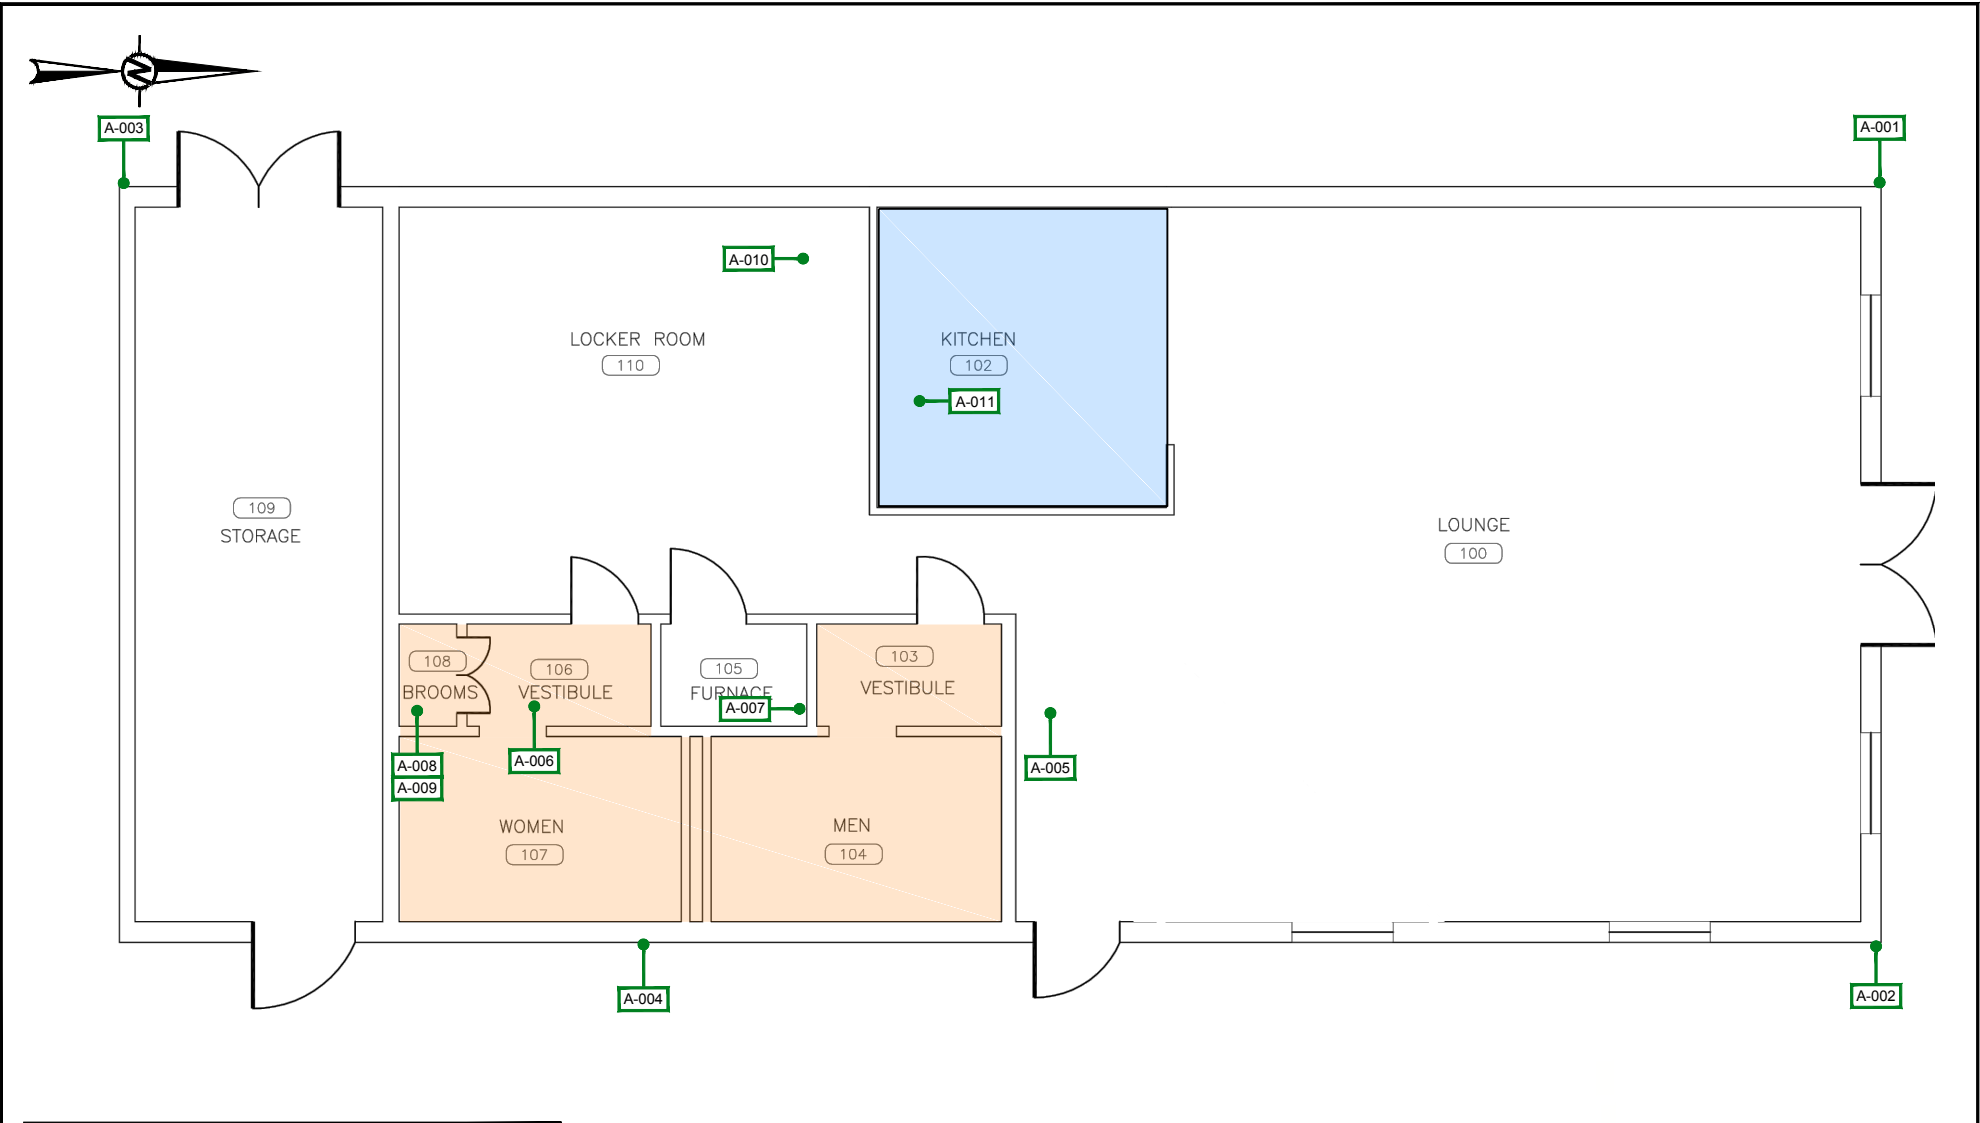 N
A-003
A-001
A-010
LOCKER ROOM
110
KITCHEN
102
A-011
109
STORAGE
LOUNGE
100
108
BROOMS
106
VESTIBULE
105
FURNACE
A-007
103
VESTIBULE
A-008
A-009
A-006
A-005
WOMEN
107
MEN
104
A-004
A-002